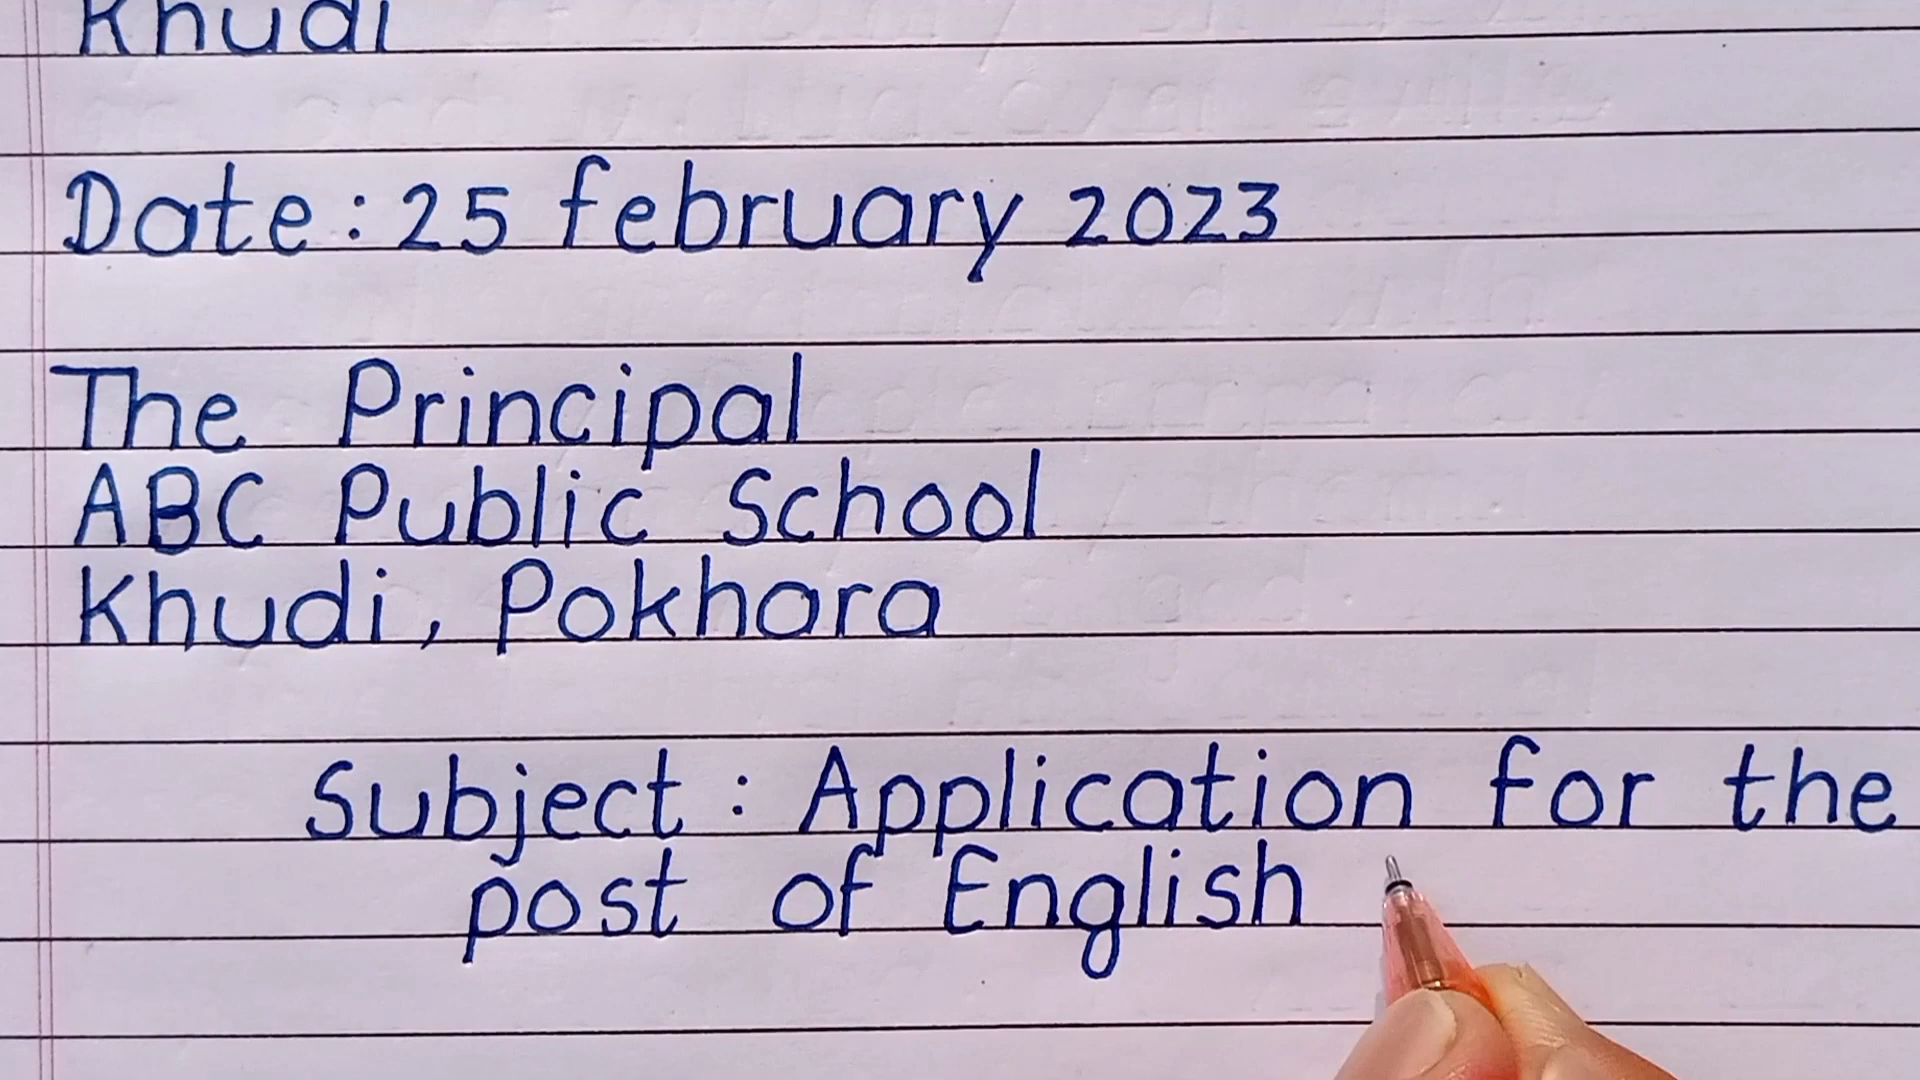 Khudi
Date: 25 february 2023
The Principal
ABC Public School
Khudi, Pokhara
Subject: Application for the
post of English